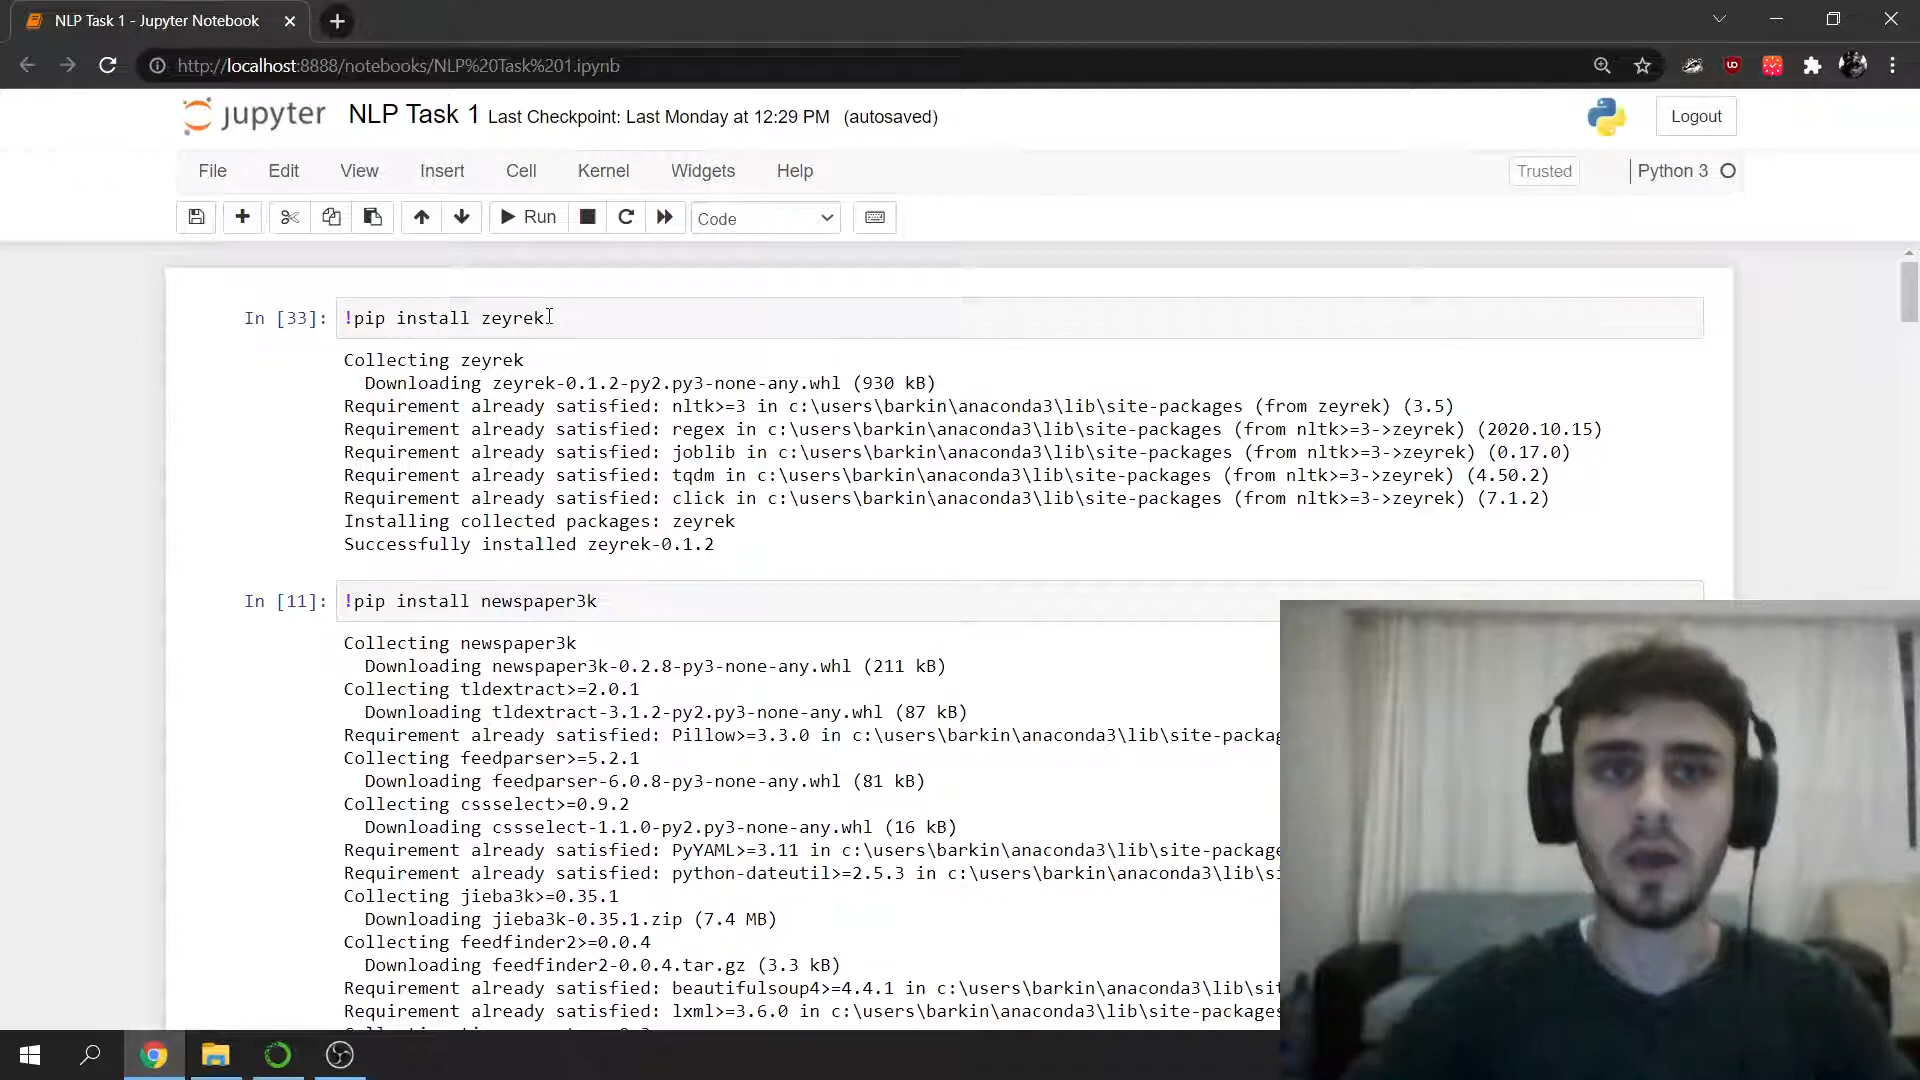 NLP Task 1 - Jupyter Notebook
http://localhost:8888/notebooks/NLP%20Task%201.ipynb
jupyter NLP Task 1 Last Checkpoint: Last Monday at 12:29 PM (autosaved)
Logout
File Edit View Insert Cell Kernel Widgets Help Trusted Python 3
Run Code
In [33]: !pip install zeyrek
Collecting zeyrek
Downloading zeyrek-0.1.2-py2.py3-none-any.whl (930 kB)
Requirement already satisfied: nltk>=3 in c:\users\barkin\anaconda3\lib\site-packages (from zeyrek) (3.5)
Requirement already satisfied: regex in c:\users\barkin\anaconda3\lib\site-packages (from nltk>=3->zeyrek) (2020.10.15)
Requirement already satisfied: joblib in c:\users\barkin\anaconda3\lib\site-packages (from nltk>=3->zeyrek) (0.17.0)
Requirement already satisfied: tqdm in c:\users\barkin\anaconda3\lib\site-packages (from nltk>=3->zeyrek) (4.50.2)
Requirement already satisfied: click in c:\users\barkin\anaconda3\lib\site-packages (from nltk>=3->zeyrek) (7.1.2)
Installing collected packages: zeyrek
Successfully installed zeyrek-0.1.2
In [11]: !pip install newspaper3k
Collecting newspaper3k
Downloading newspaper3k-0.2.8-py3-none-any.whl (211 kB)
Collecting tldextract>=2.0.1
Downloading tldextract-3.1.2-py2.py3-none-any.whl (87 kB)
Requirement already satisfied: Pillow>=3.3.0 in c:\users\barkin\anaconda3\lib\site-packag
Collecting feedparser>=5.2.1
Downloading feedparser-6.0.8-py3-none-any.whl (81 kB)
Collecting cssselect>=0.9.2
Downloading cssselect-1.1.0-py2.py3-none-any.whl (16 kB)
Requirement already satisfied: PyYAML>=3.11 in c:\users\barkin\anaconda3\lib\site-package
Requirement already satisfied: python-dateutil>=2.5.3 in c:\users\barkin\anaconda3\lib\si
Collecting jieba3k>=0.35.1
Downloading jieba3k-0.35.1.zip (7.4 MB)
Collecting feedfinder2>=0.0.4
Downloading feedfinder2-0.0.4.tar.gz (3.3 kB)
Requirement already satisfied: beautifulsoup4>=4.4.1 in c:\users\barkin\anaconda3\lib\sit
Requirement already satisfied: lxml>=3.6.0 in c:\users\barkin\anaconda3\lib\site-packages